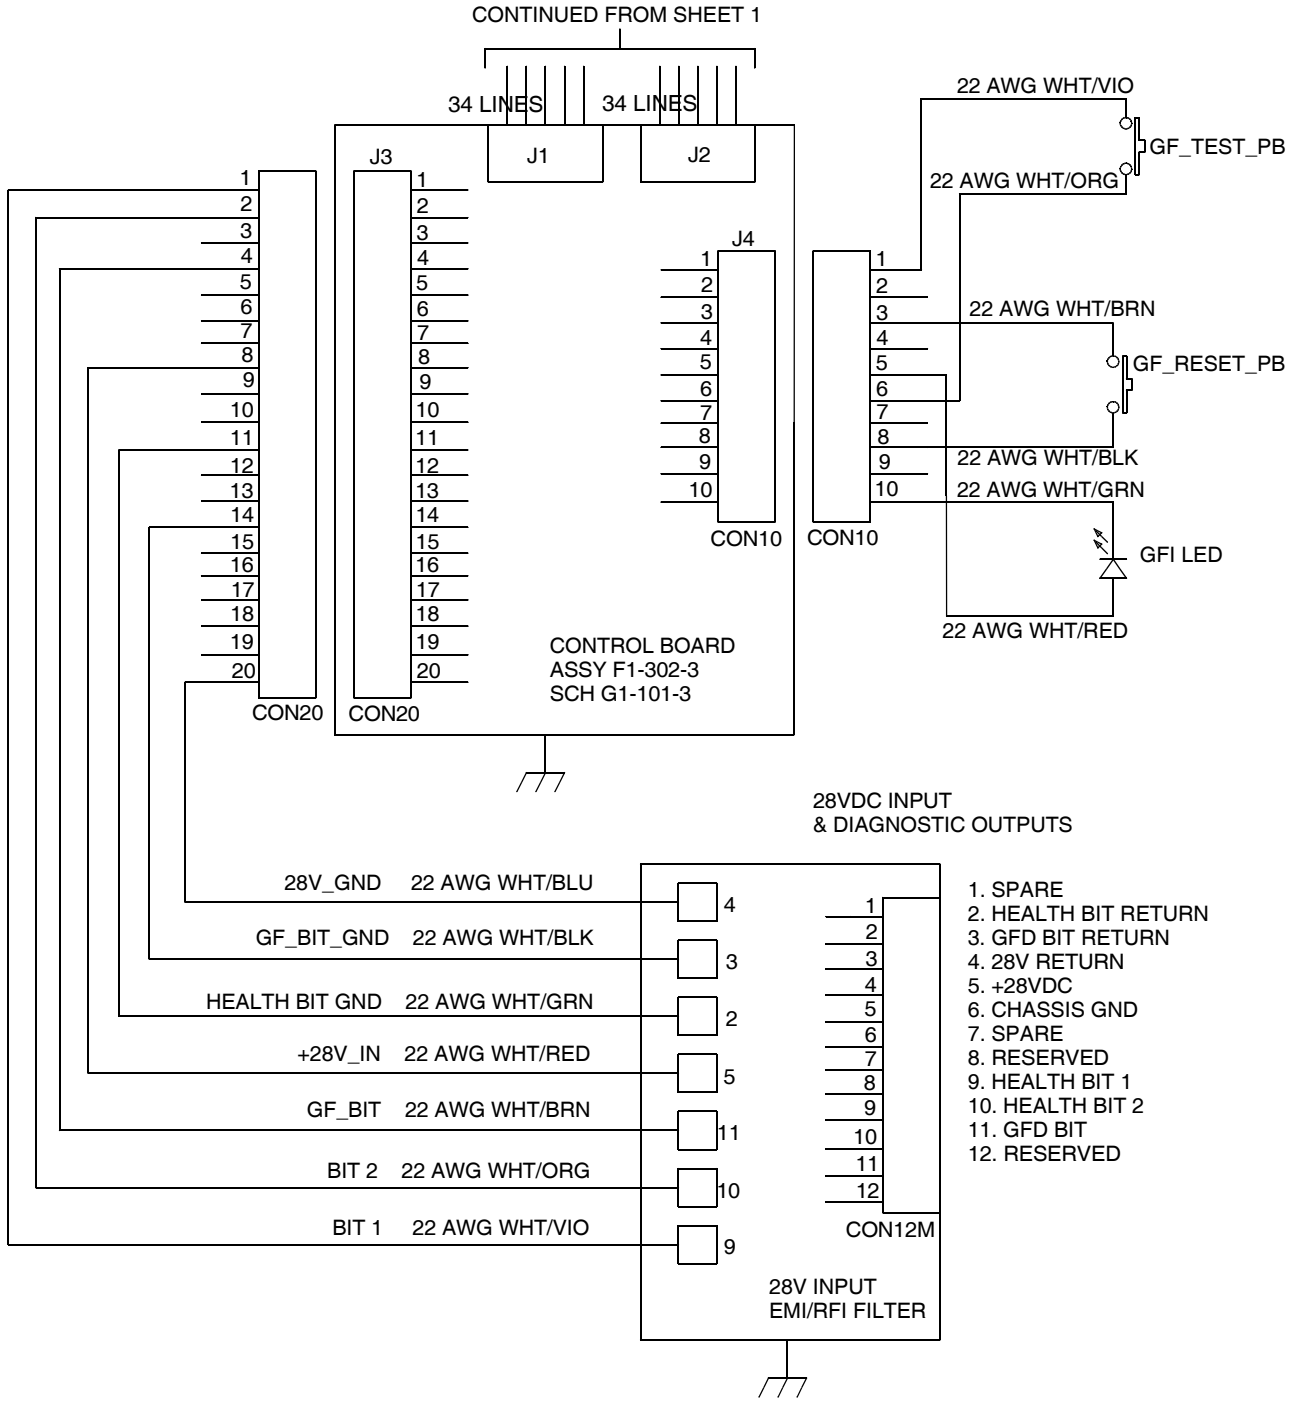 CONTINUED FROM SHEET 1
34 LINES 34 LINES
J1 J2
22 AWG WHT/VIO
GF_TEST_PB
22 AWG WHT/ORG
J3
1
2
3
4
5
6
7
8
9
10
11
12
13
14
15
16
17
18
19
20
CON20
1
2
3
4
5
6
7
8
9
10
11
12
13
14
15
16
17
18
19
20
CON20
J4
1
2
3
4
5
6
7
8
9
10
CON10
1
2
3
4
5
6
7
8
9
10
CON10
22 AWG WHT/BRN
GF_RESET_PB
22 AWG WHT/BLK
22 AWG WHT/GRN
GFI LED
22 AWG WHT/RED
CONTROL BOARD
ASSY F1-302-3
SCH G1-101-3
28VDC INPUT
& DIAGNOSTIC OUTPUTS
28V_GND 22 AWG WHT/BLU 4
GF_BIT_GND 22 AWG WHT/BLK 3
HEALTH BIT GND 22 AWG WHT/GRN 2
+28V_IN 22 AWG WHT/RED 5
GF_BIT 22 AWG WHT/BRN 11
BIT 2 22 AWG WHT/ORG 10
BIT 1 22 AWG WHT/VIO 9
1
2
3
4
5
6
7
8
9
10
11
12
CON12M
28V INPUT
EMI/RFI FILTER
1. SPARE
2. HEALTH BIT RETURN
3. GFD BIT RETURN
4. 28V RETURN
5. +28VDC
6. CHASSIS GND
7. SPARE
8. RESERVED
9. HEALTH BIT 1
10. HEALTH BIT 2
11. GFD BIT
12. RESERVED